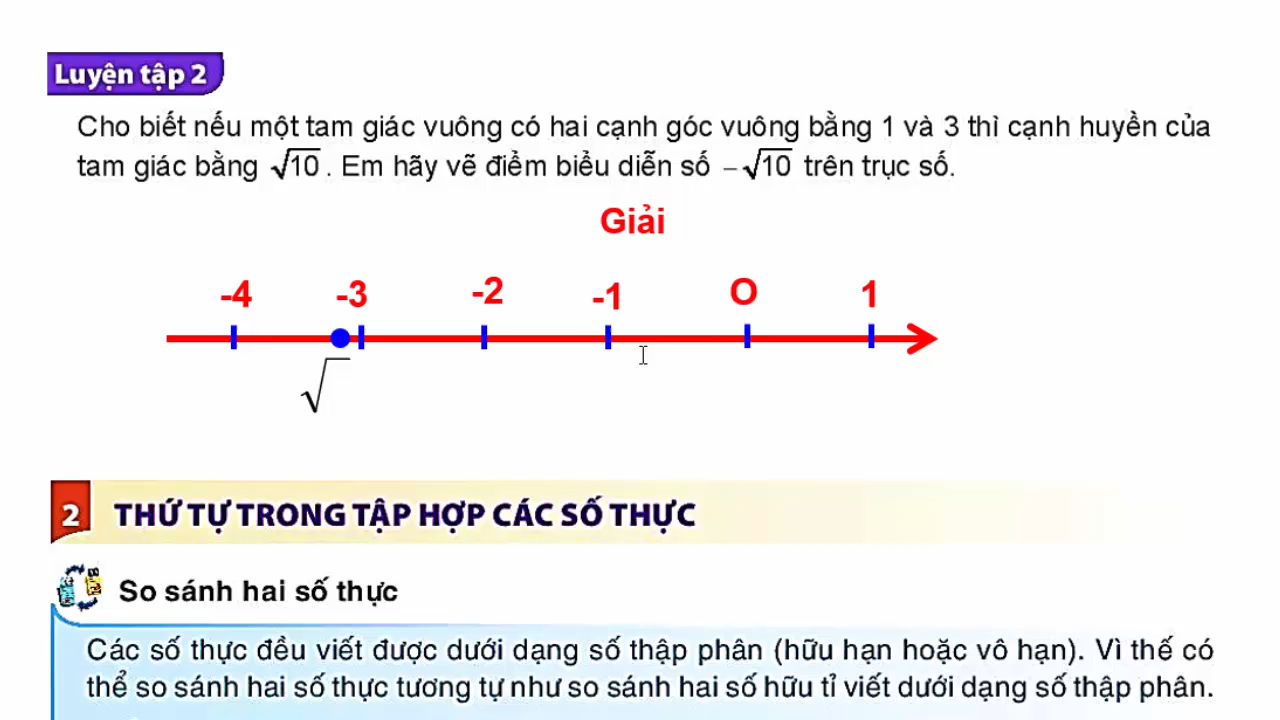 Luyện tập 2
Cho biết nếu một tam giác vuông có hai cạnh góc vuông bằng 1 và 3 thì cạnh huyền của
tam giác bằng √10 . Em hãy vẽ điểm biểu diễn số −√10 trên trục số.
Giải
-4 -3 -2 -1 O 1
√
2 THỨ TỰ TRONG TẬP HỢP CÁC SỐ THỰC
So sánh hai số thực
Các số thực đều viết được dưới dạng số thập phân (hữu hạn hoặc vô hạn). Vì thế có
thể so sánh hai số thực tương tự như so sánh hai số hữu tỉ viết dưới dạng số thập phân.